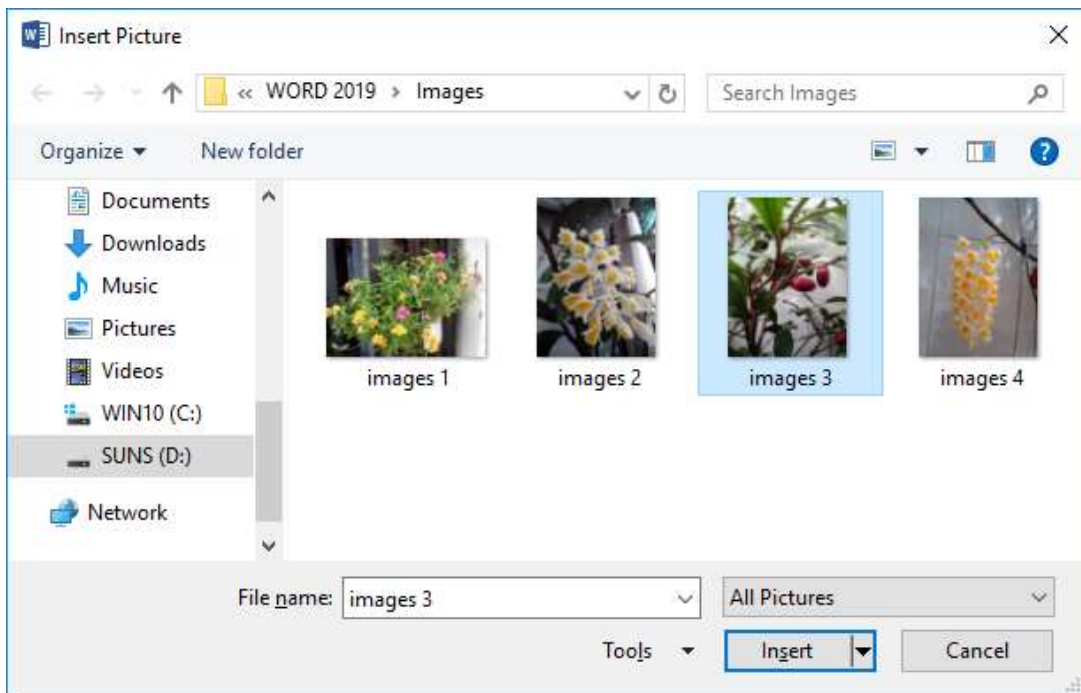 Insert Picture
« WORD 2019 › Images
Search Images
Organize
New folder
Documents
Downloads
Music
Pictures
Videos
WIN10 (C:)
SUNS (D:)
Network
images 1
images 2
images 3
images 4
File name: images 3
All Pictures
Tools
Insert
Cancel